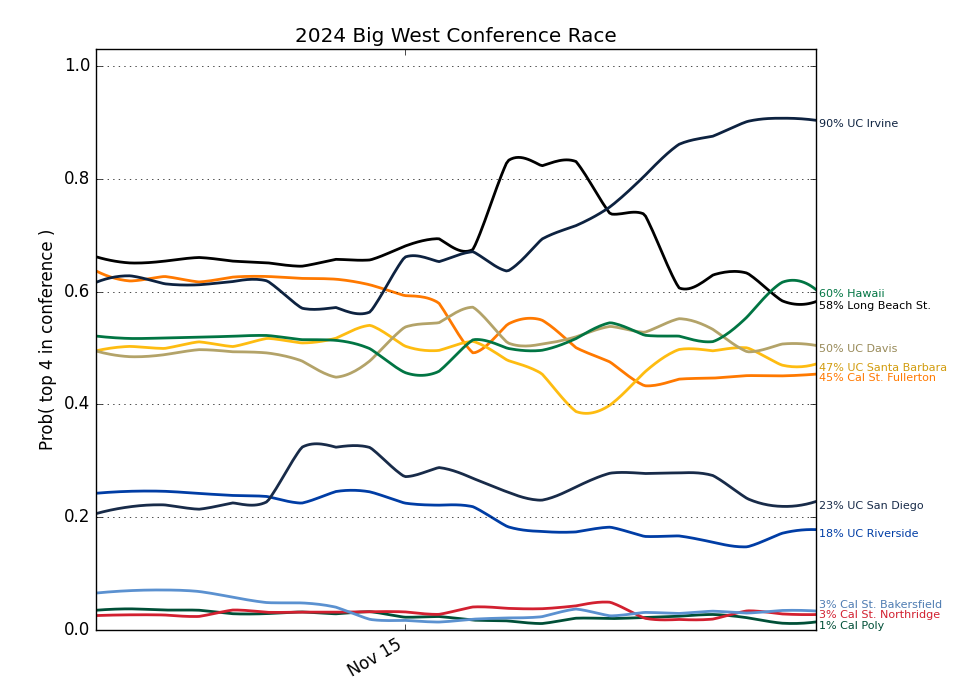 2024 Big West Conference Race
1.0
0.8
0.6
0.4
0.2
0.0
Prob( top 4 in conference )
Nov 15
90% UC Irvine
60% Hawaii
58% Long Beach St.
50% UC Davis
47% UC Santa Barbara
45% Cal St. Fullerton
23% UC San Diego
18% UC Riverside
3% Cal St. Bakersfield
3% Cal St. Northridge
1% Cal Poly